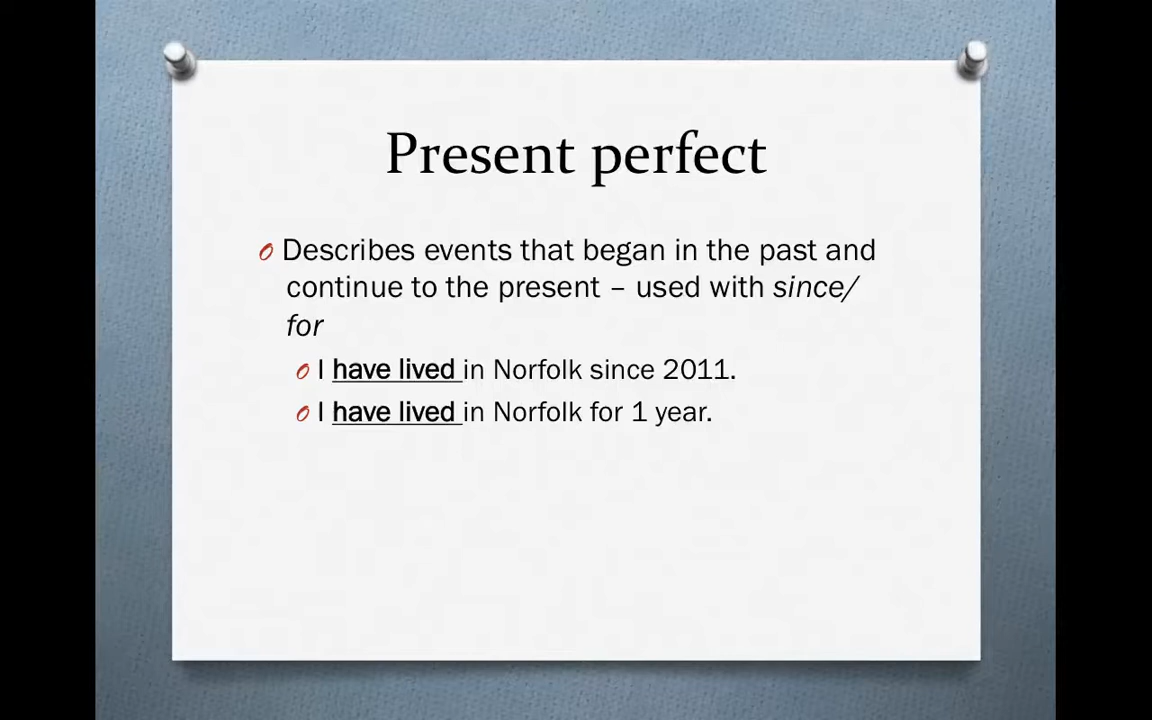 Present perfect
Describes events that began in the past and
continue to the present – used with since/
for
I have lived in Norfolk since 2011.
I have lived in Norfolk for 1 year.